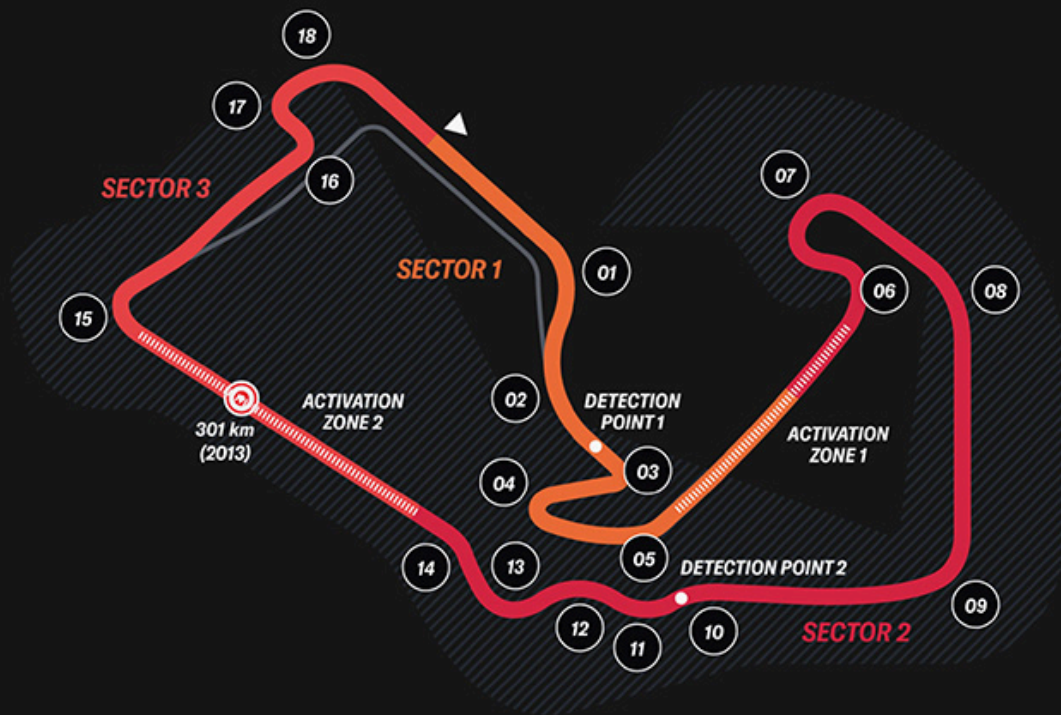 18
17
16
SECTOR 3
07
SECTOR 1
01
06
08
15
02
DETECTION
POINT 1
ACTIVATION
ZONE 2
301 km
(2013)
ACTIVATION
ZONE 1
03
04
05
14
13
DETECTION POINT 2
12
11
10
SECTOR 2
09